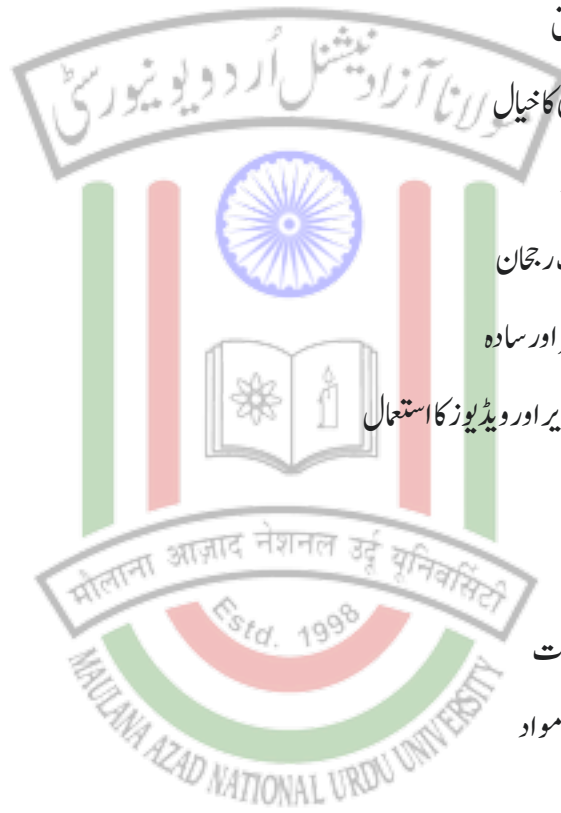 مولانا آزاد نیشنل اُردو یونیورسٹی
کا خیال
رجحان
اور سادہ
اور ویڈیوز کا استعمال
मौलाना आज़ाद नेशनल उर्दू यूनिवर्सिटी
Estd. 1998
MAULANA AZAD NATIONAL URDU UNIVERSITY
مواد